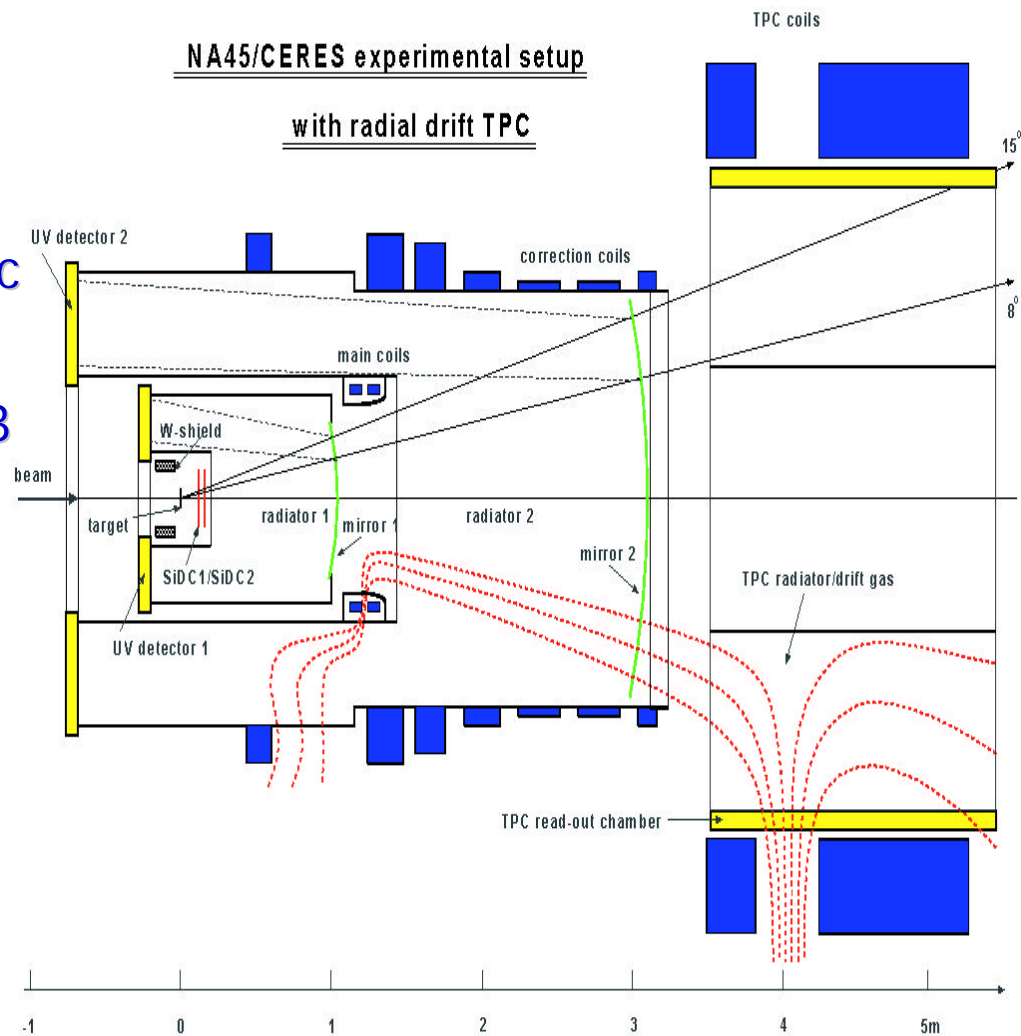 TPC coils
NA45/CERES experimental setup
with radial drift TPC
15°
UV detector 2
C
correction coils
8°
main coils
B
W-shield
beam
target
radiator 1
mirror 1
radiator 2
SiDC1/SiDC2
mirror 2
TPC radiator/drift gas
UV detector 1
TPC read-out chamber
-1 0 1 2 3 4 5m